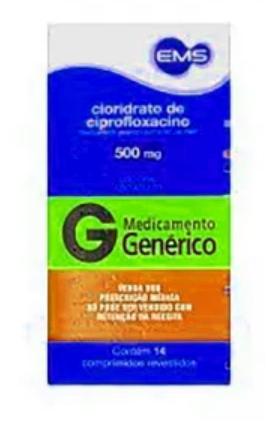 EMS
cloridrato de
ciprofloxacino
500 mg
G Medicamento
Genérico
VENDA SOB
PRESCRIÇÃO MÉDICA
SÓ PODE SER VENDIDO COM
RETENÇÃO DA RECEITA
Contém 14
comprimidos revestidos